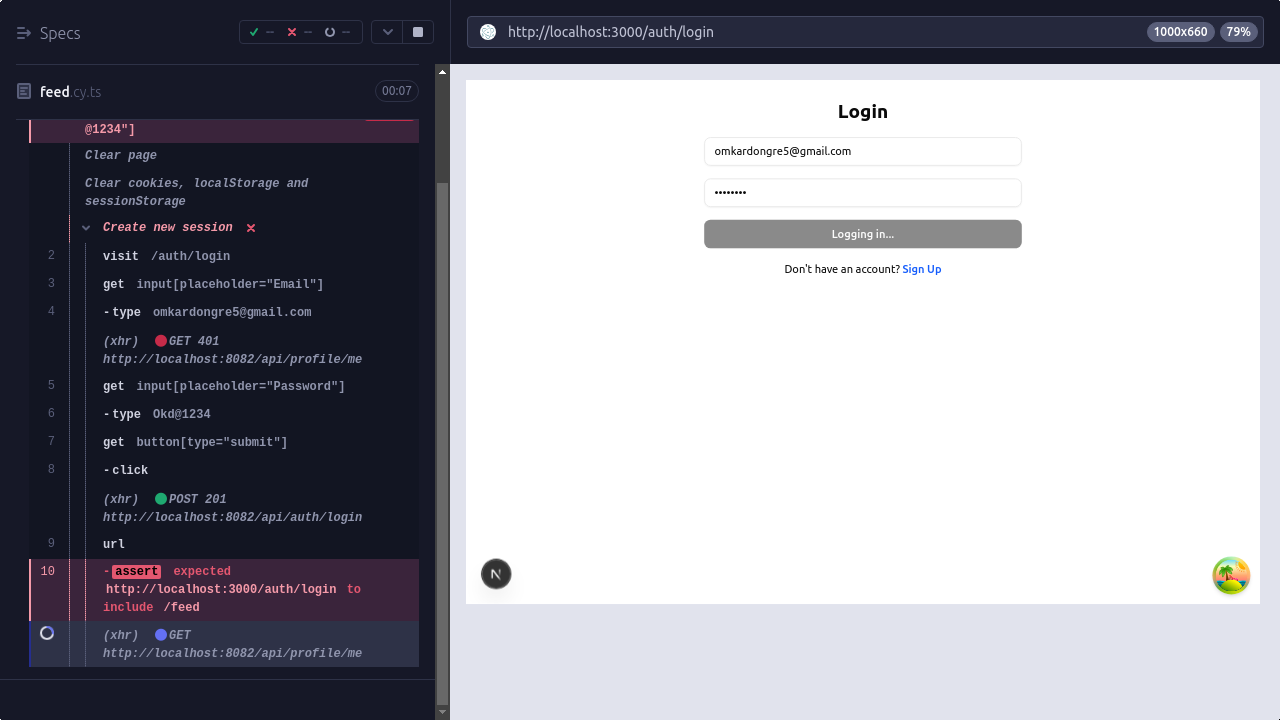 Specs
--
--
--
http://localhost:3000/auth/login
1000x660
79%
feed.cy.ts
00:07
@1234"]
Clear page
Clear cookies, localStorage and
sessionStorage
Create new session
2 visit /auth/login
3 get input[placeholder="Email"]
4 -type omkardongre5@gmail.com
(xhr) GET 401
http://localhost:8082/api/profile/me
5 get input[placeholder="Password"]
6 -type Okd@1234
7 get button[type="submit"]
8 -click
(xhr) POST 201
http://localhost:8082/api/auth/login
9 url
10 -assert expected
http://localhost:3000/auth/login to
include /feed
(xhr) GET
http://localhost:8082/api/profile/me
Login
omkardongre5@gmail.com
••••••••
Logging in...
Don't have an account? Sign Up
N